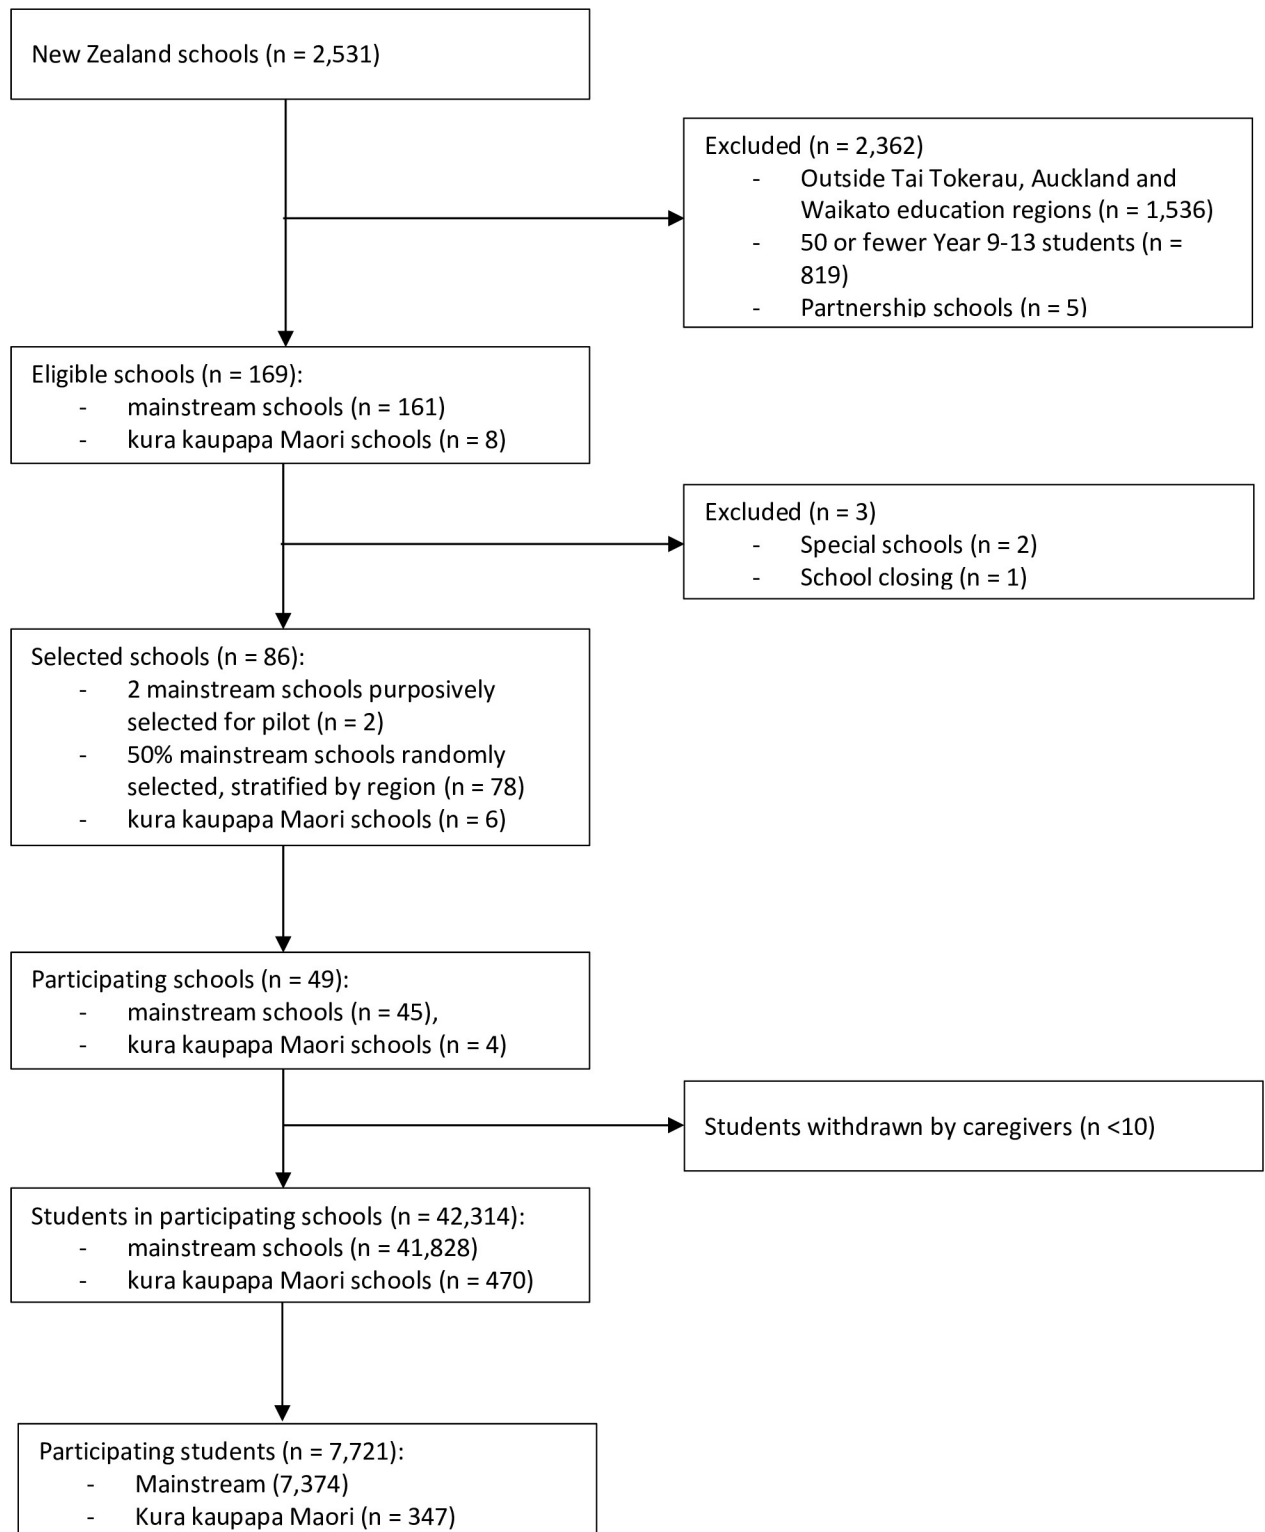 New Zealand schools (n = 2,531)
Excluded (n = 2,362)
- Outside Tai Tokerau, Auckland and
Waikato education regions (n = 1,536)
- 50 or fewer Year 9-13 students (n =
819)
- Partnership schools (n = 5)
Eligible schools (n = 169):
- mainstream schools (n = 161)
- kura kaupapa Maori schools (n = 8)
Excluded (n = 3)
- Special schools (n = 2)
- School closing (n = 1)
Selected schools (n = 86):
- 2 mainstream schools purposively
selected for pilot (n = 2)
- 50% mainstream schools randomly
selected, stratified by region (n = 78)
- kura kaupapa Maori schools (n = 6)
Participating schools (n = 49):
- mainstream schools (n = 45),
- kura kaupapa Maori schools (n = 4)
Students withdrawn by caregivers (n <10)
Students in participating schools (n = 42,314):
- mainstream schools (n = 41,828)
- kura kaupapa Maori schools (n = 470)
Participating students (n = 7,721):
- Mainstream (7,374)
- Kura kaupapa Maori (n = 347)